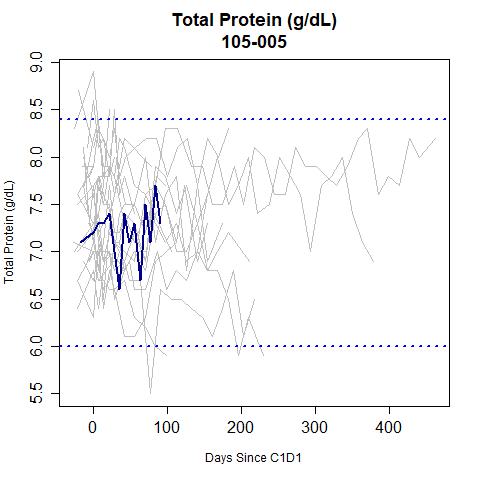 Total Protein (g/dL)
105-005
Total Protein (g/dL)
9.0
8.5
8.0
7.5
7.0
6.5
6.0
5.5
0 100 200 300 400
Days Since C1D1